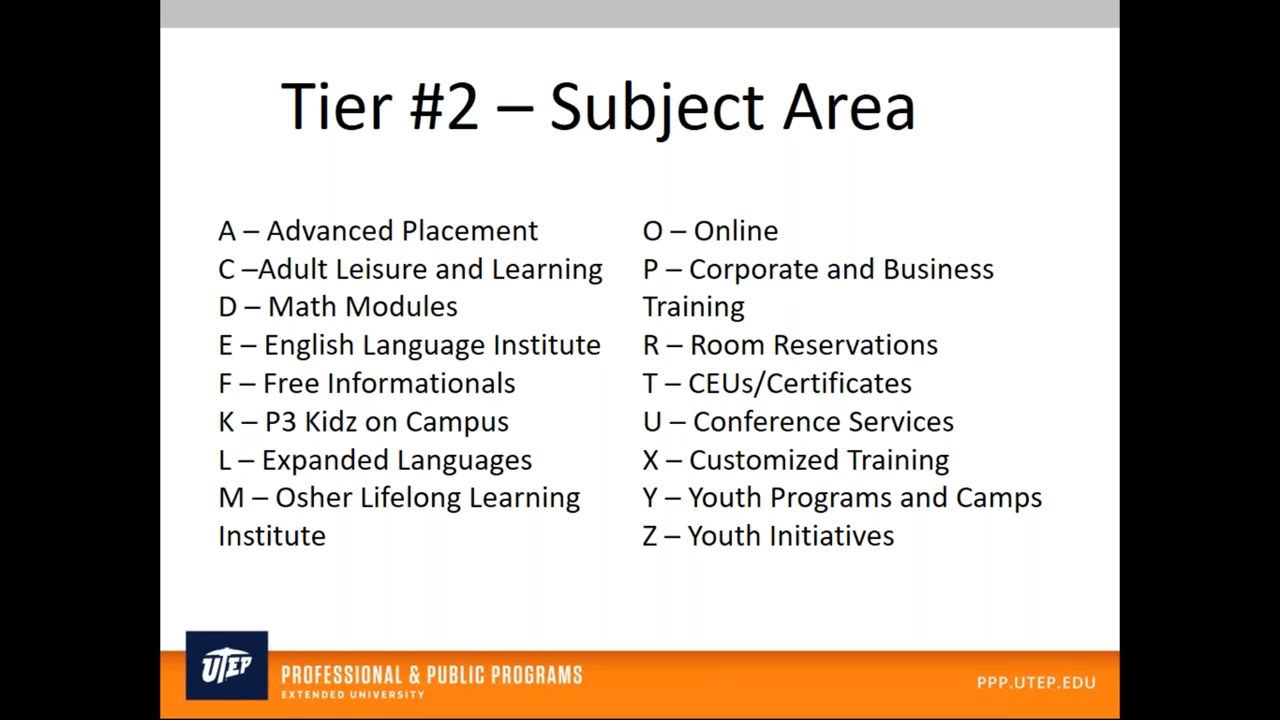 Tier #2 – Subject Area
A – Advanced Placement
C –Adult Leisure and Learning
D – Math Modules
E – English Language Institute
F – Free Informationals
K – P3 Kidz on Campus
L – Expanded Languages
M – Osher Lifelong Learning
Institute
O – Online
P – Corporate and Business
Training
R – Room Reservations
T – CEUs/Certificates
U – Conference Services
X – Customized Training
Y – Youth Programs and Camps
Z – Youth Initiatives
UTEP
PROFESSIONAL & PUBLIC PROGRAMS
EXTENDED UNIVERSITY
PPP.UTEP.EDU